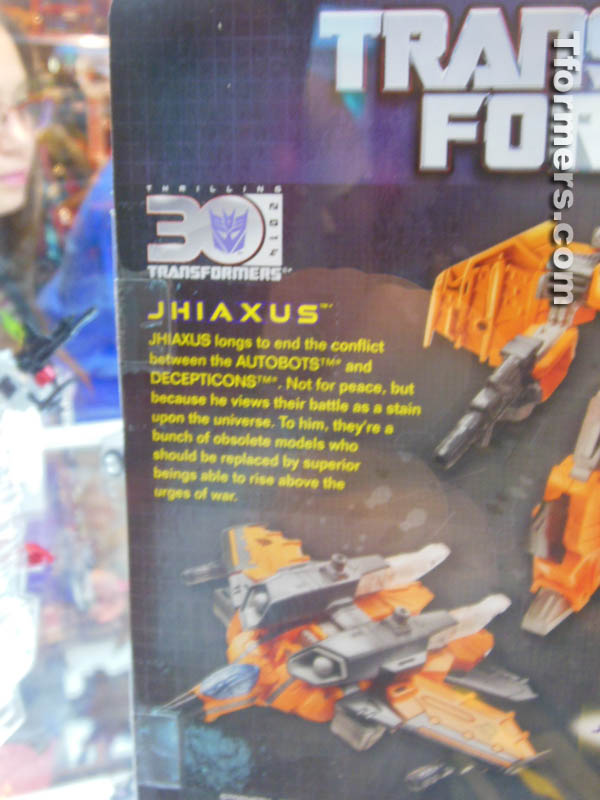 TRANS
FOR
Tformers.com
THRILLING
30
2014
TRANSFORMERS
JHIAXUS™
JHIAXUS longs to end the conflict
between the AUTOBOTS™* and
DECEPTICONS™*. Not for peace, but
because he views their battle as a stain
upon the universe. To him, they're a
bunch of obsolete models who
should be replaced by superior
beings able to rise above the
urges of war.